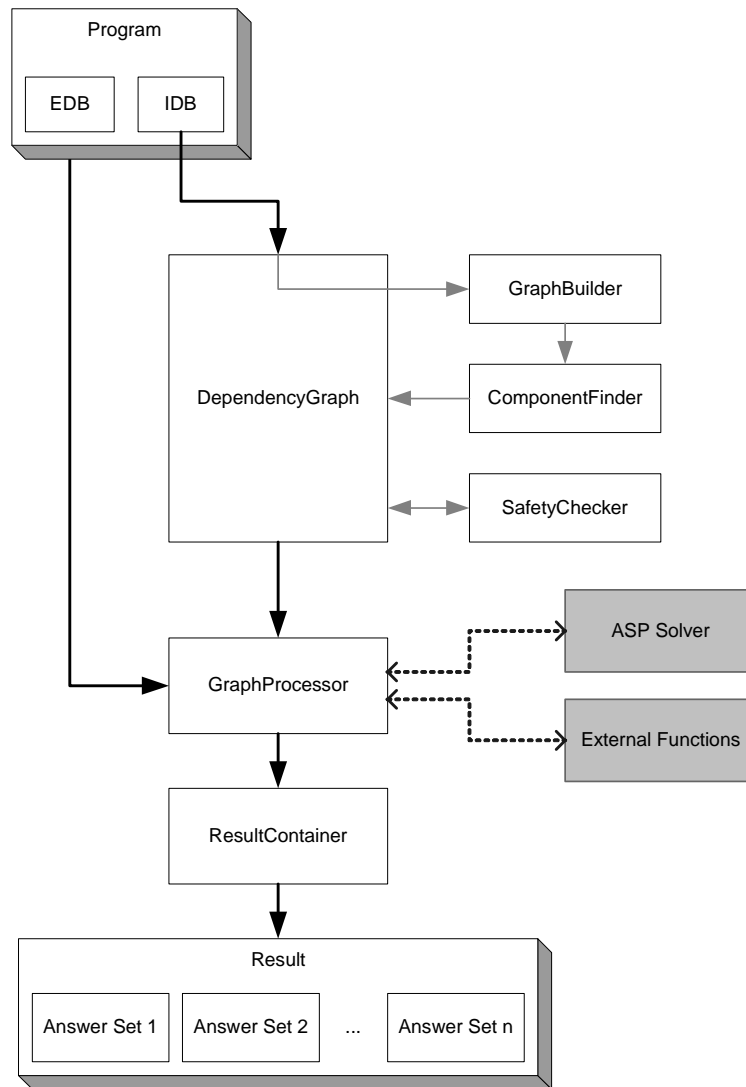 Program
EDB
IDB
GraphBuilder
DependencyGraph
ComponentFinder
SafetyChecker
ASP Solver
GraphProcessor
External Functions
ResultContainer
Result
Answer Set 1
Answer Set 2
...
Answer Set n